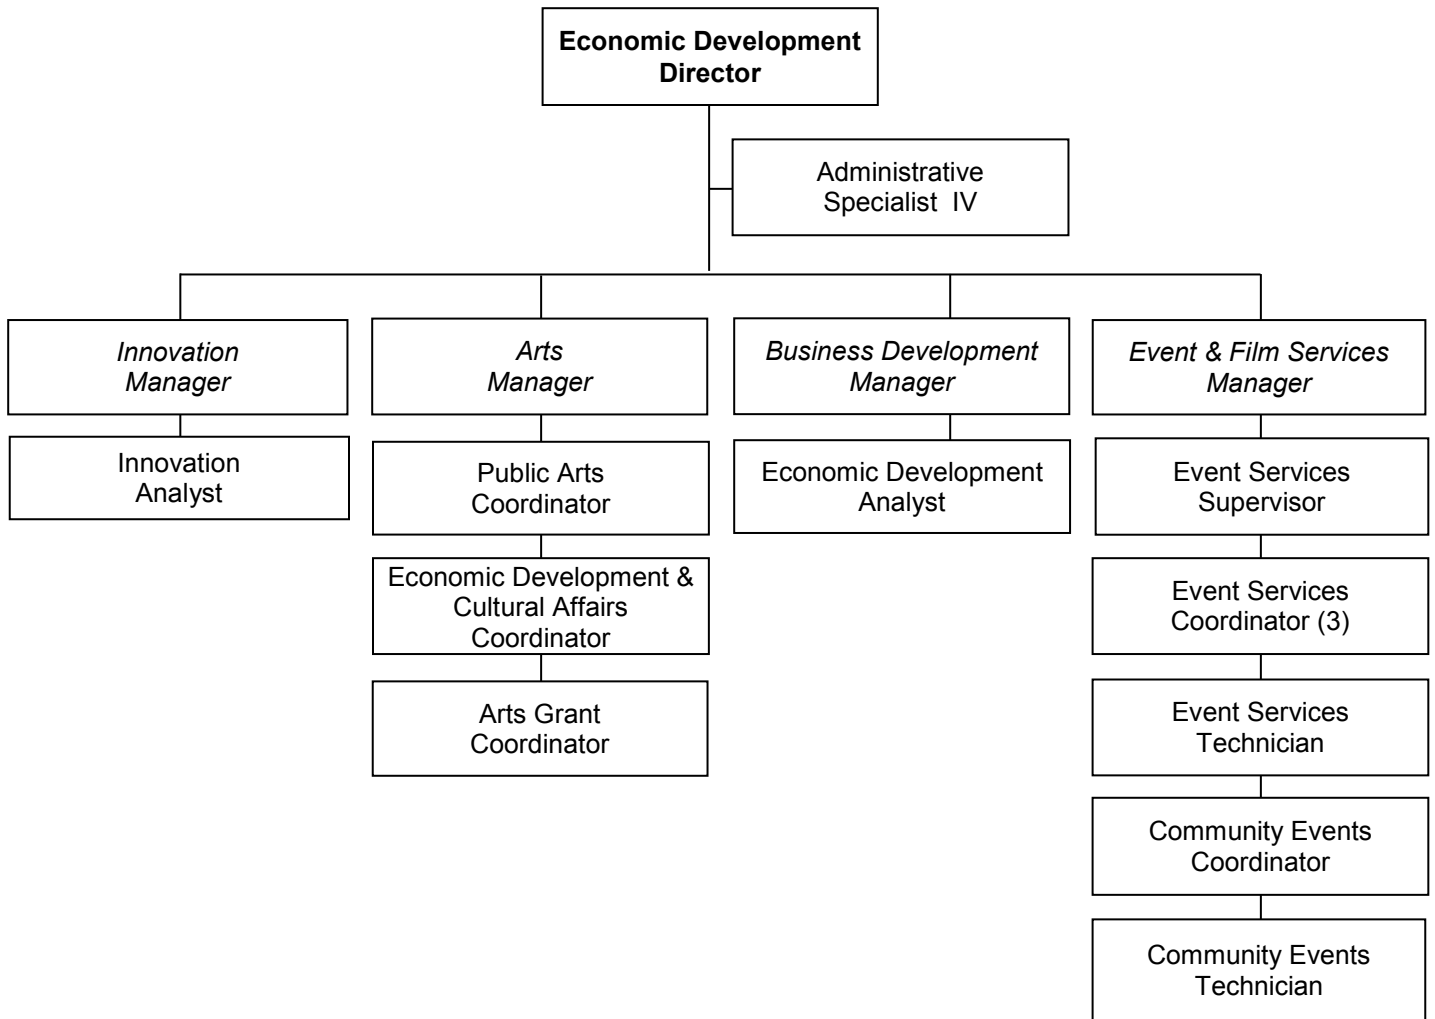 Economic Development
Director
Administrative
Specialist  IV
Innovation
Manager
Innovation
Analyst
Arts
Manager
Public Arts
Coordinator
Economic Development &
Cultural Affairs
Coordinator
Arts Grant
Coordinator
Business Development
Manager
Economic Development
Analyst
Event & Film Services
Manager
Event Services
Supervisor
Event Services
Coordinator (3)
Event Services
Technician
Community Events
Coordinator
Community Events
Technician